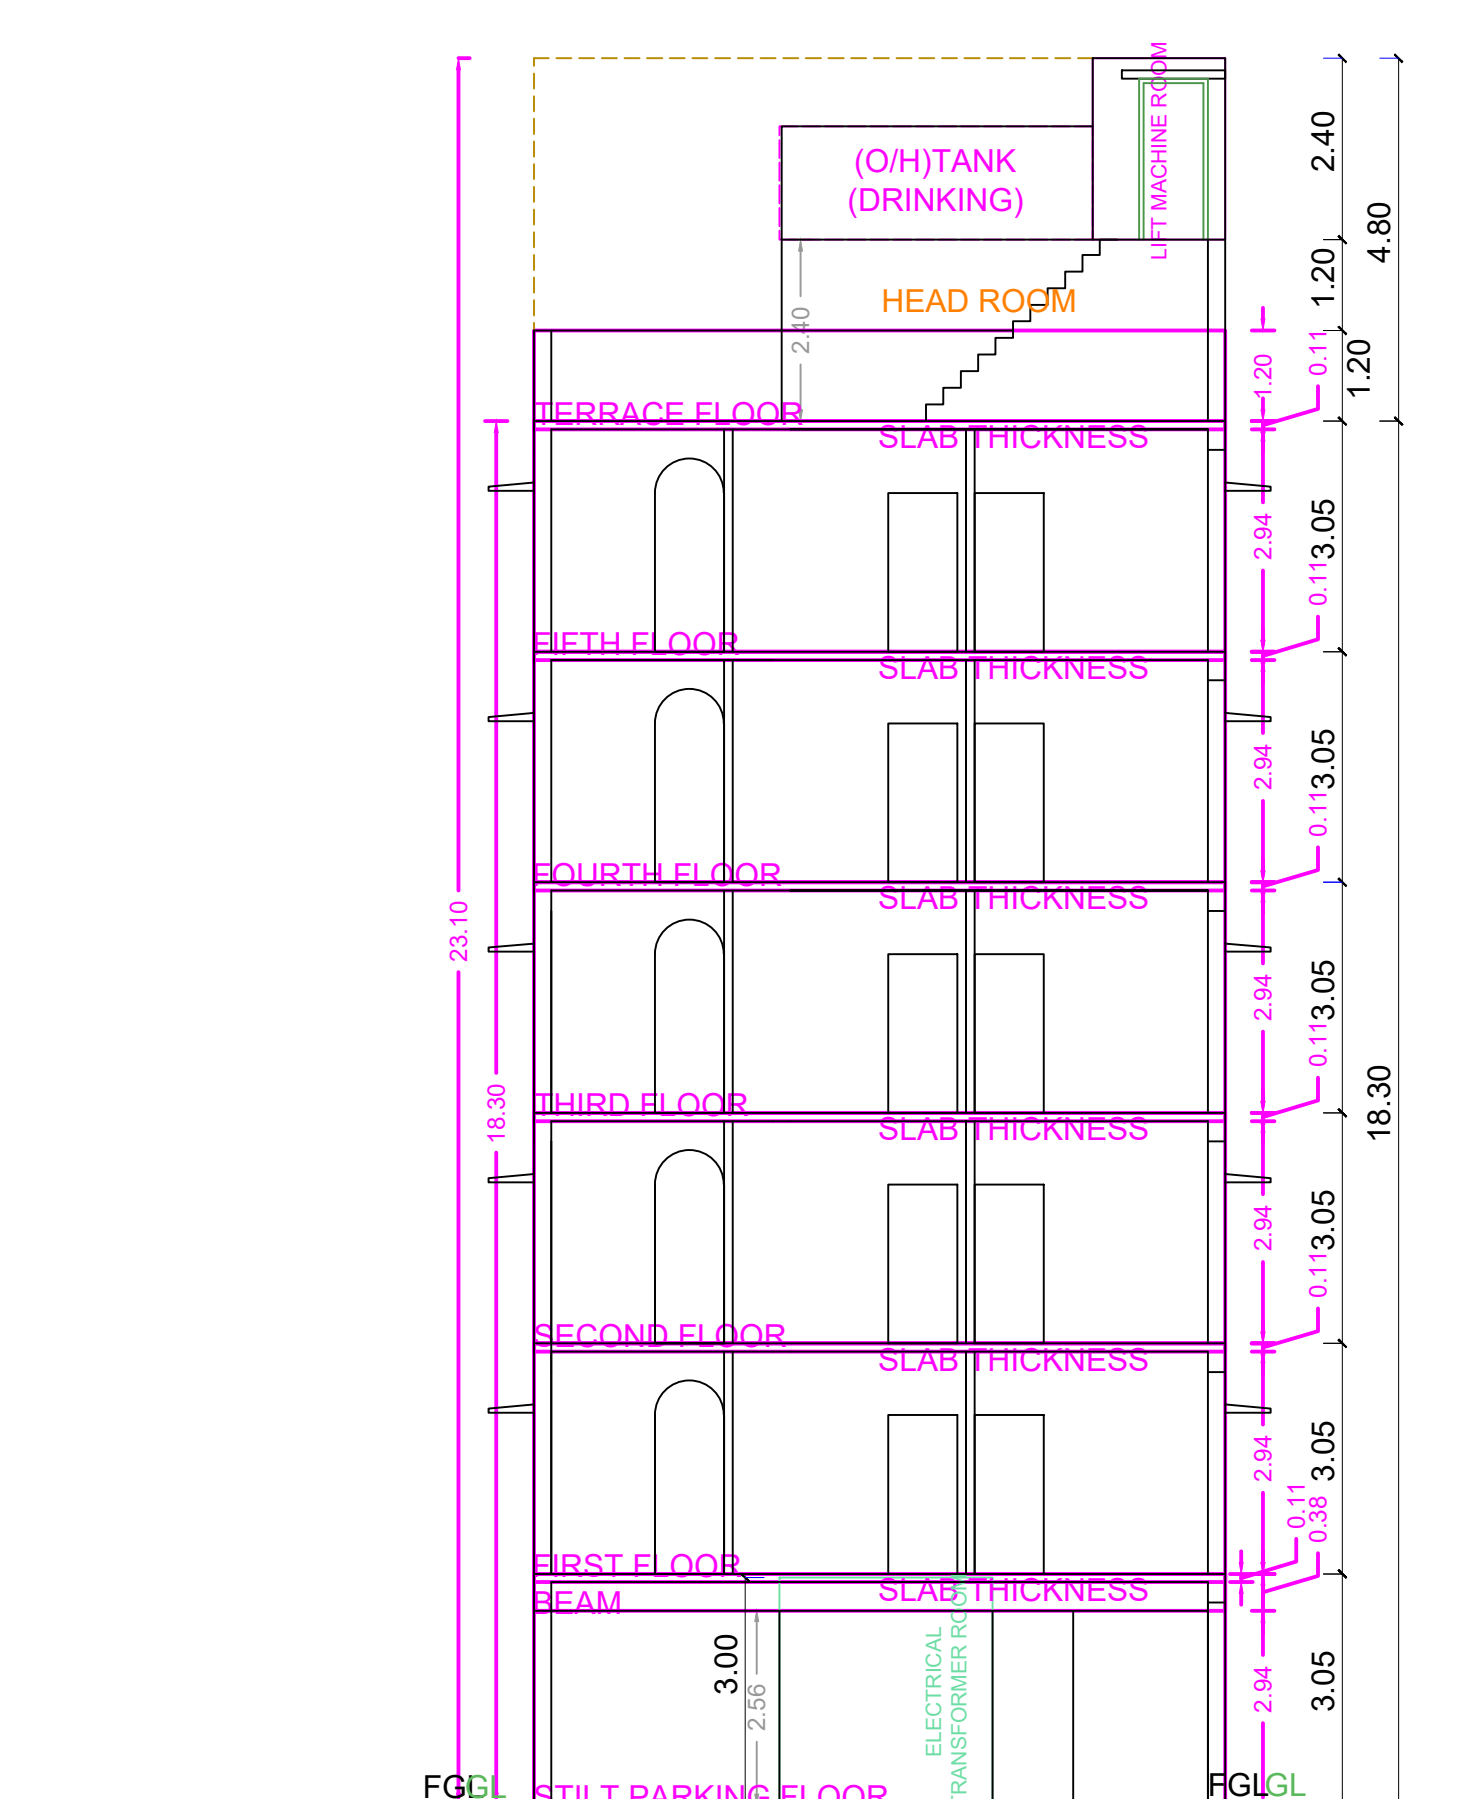 LIFT MACHINE ROOM
2.40
(O/H)TANK
(DRINKING)
4.80
1.20
HEAD ROOM
2.40
1.20
0.11
1.20
TERRACE FLOOR
SLAB THICKNESS
2.94
3.05
0.11
FIFTH FLOOR
SLAB THICKNESS
2.94
3.05
0.11
FOURTH FLOOR
SLAB THICKNESS
23.10
2.94
3.05
0.11
18.30
18.30
THIRD FLOOR
SLAB THICKNESS
2.94
3.05
0.11
SECOND FLOOR
SLAB THICKNESS
2.94
3.05
0.11
0.38
FIRST FLOOR
SLAB THICKNESS
BEAM
3.00
2.56
ELECTRICAL
TRANSFORMER ROOM
2.94
3.05
FGL
GL
STILT PARKING FLOOR
FGL
GL